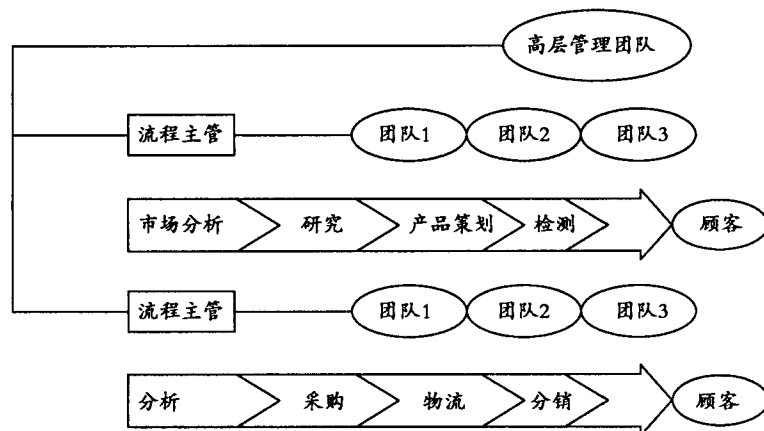 高层管理团队
流程主管 团队1 团队2 团队3
市场分析 研究 产品策划 检测 顾客
流程主管 团队1 团队2 团队3
分析 采购 物流 分销 顾客